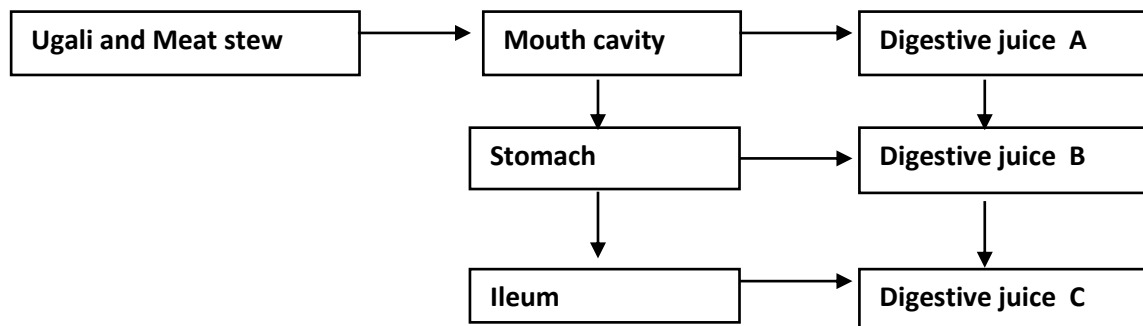 Ugali and Meat stew
Mouth cavity
Digestive juice A
Stomach
Digestive juice B
Ileum
Digestive juice C